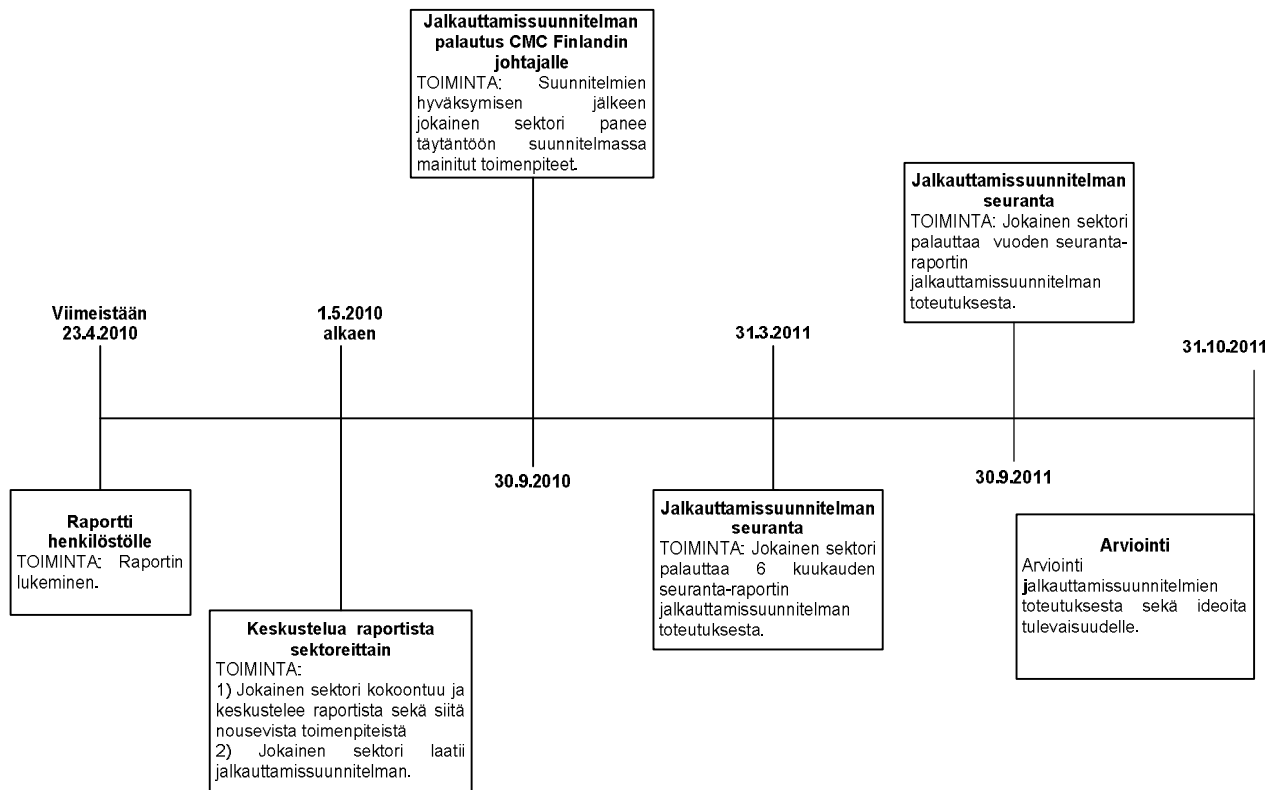 Jalkauttamissuunnitelman
palautus CMC Finlandin
johtajalle
TOIMINTA: Suunnitelmien
hyväksymisen jälkeen
jokainen sektori panee
täytäntöön suunnitelmassa
mainitut toimenpiteet.
Jalkauttamissuunnitelman
seuranta
TOIMINTA: Jokainen sektori
palauttaa vuoden seuranta-
raportin
jalkauttamissuunnitelman
toteutuksesta.
Viimeistään
23.4.2010
1.5.2010
alkaen
31.3.2011
31.10.2011
30.9.2010
30.9.2011
Raportti
henkilöstölle
TOIMINTA: Raportin
lukeminen.
Keskustelua raportista
sektoreittain
TOIMINTA:
1) Jokainen sektori kokoontuu ja
keskustelee raportista sekä siitä
nousevista toimenpiteistä
2) Jokainen sektori laatii
jalkauttamissuunnitelman.
Jalkauttamissuunnitelman
seuranta
TOIMINTA: Jokainen sektori
palauttaa 6 kuukauden
seuranta-raportin
jalkauttamissuunnitelman
toteutuksesta.
Arviointi
Arviointi
jalkauttamissuunnitelmien
toteutuksesta sekä ideoita
tulevaisuudelle.